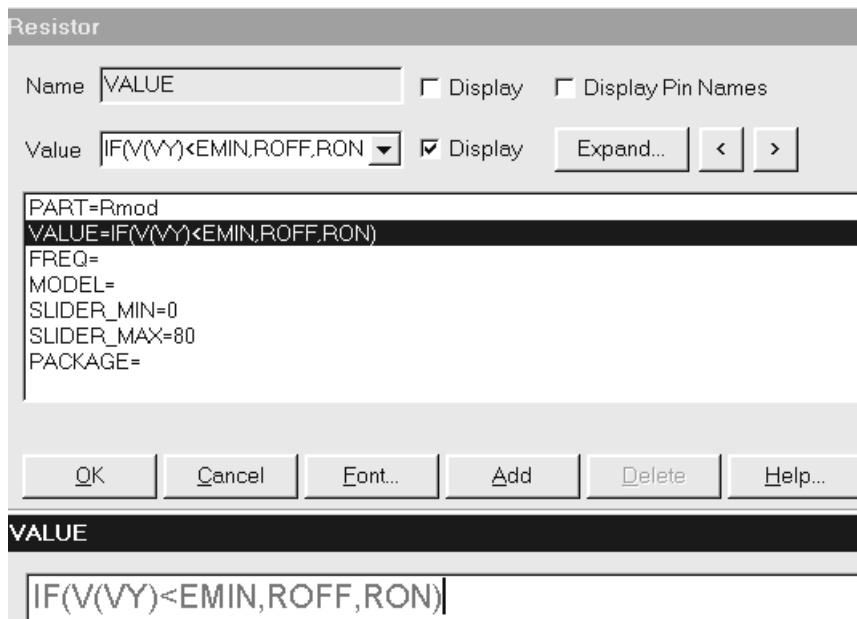 Resistor
Name VALUE Display Display Pin Names
Value IF(V(VY)<EMIN,ROFF,RON Display Expand... < >
PART=Rmod
VALUE=IF(V(VY)<EMIN,ROFF,RON)
FREQ=
MODEL=
SLIDER_MIN=0
SLIDER_MAX=80
PACKAGE=
OK Cancel Font... Add Delete Help...
VALUE
IF(V(VY)<EMIN,ROFF,RON)